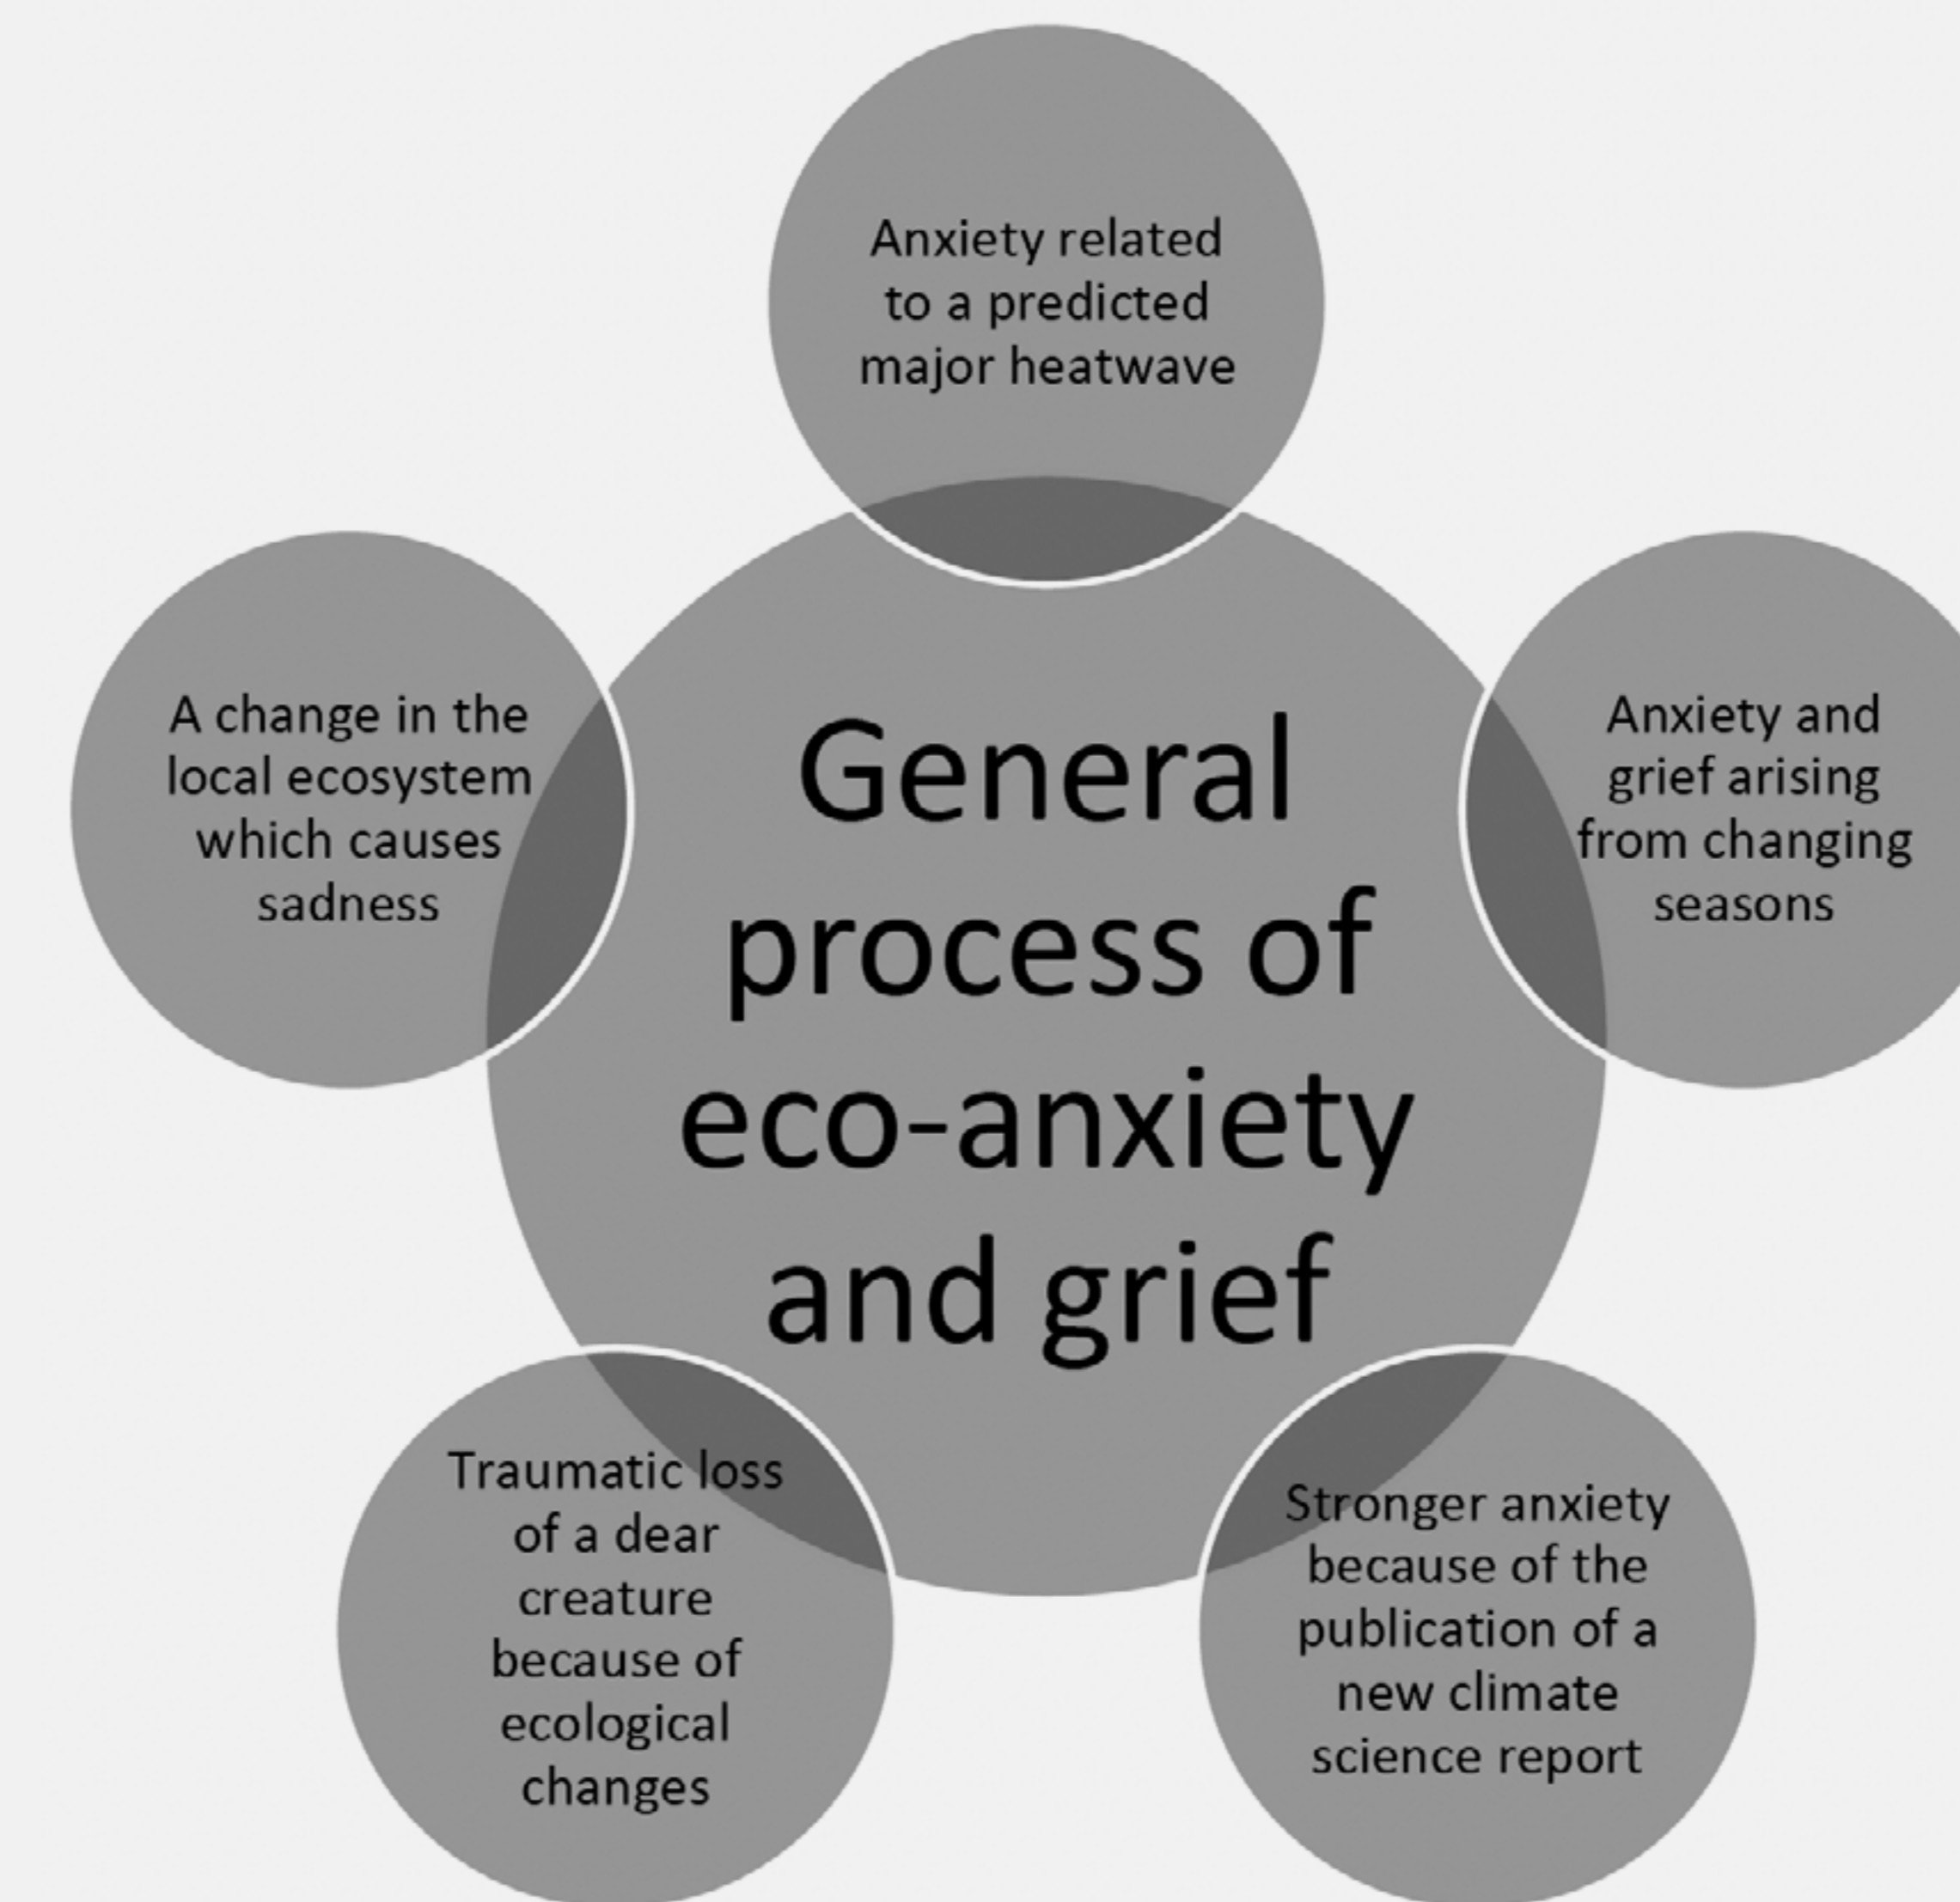 Anxiety related
to a predicted
major heatwave
A change in the
local ecosystem
which causes
sadness
General
process of
eco-anxiety
and grief
Anxiety and
grief arising
from changing
seasons
Traumatic loss
of a dear
creature
because of
ecological
changes
Stronger anxiety
because of the
publication of a
new climate
science report